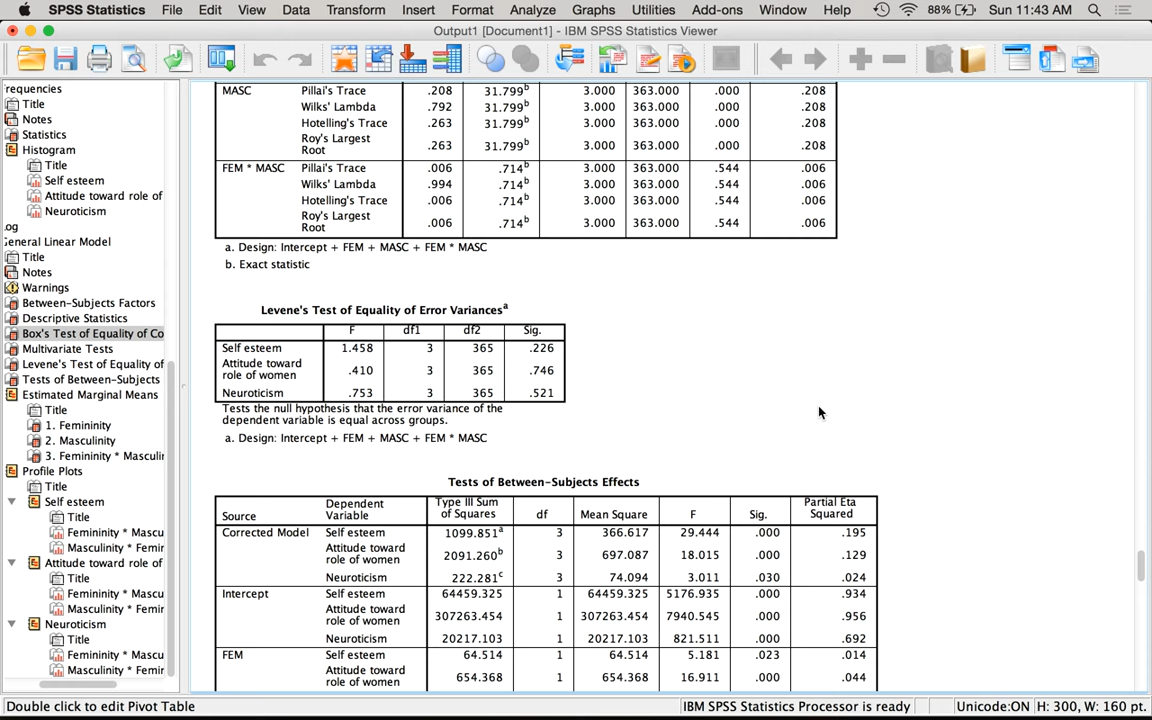 SPSS Statistics File Edit View Data Transform Insert Format Analyze Graphs Utilities Add-ons Window Help 88% Sun 11:43 AM
Output1 [Document1] - IBM SPSS Statistics Viewer
requencies
Title
Notes
Statistics
Histogram
Title
Self esteem
Attitude toward role of
Neuroticism
og
General Linear Model
Title
Notes
Warnings
Between-Subjects Factors
Descriptive Statistics
Box's Test of Equality of Co
Multivariate Tests
Levene's Test of Equality of
Tests of Between-Subjects
Estimated Marginal Means
Title
1. Femininity
2. Masculinity
3. Femininity * Masculir
Profile Plots
Title
Self esteem
Title
Femininity * Mascu
Masculinity * Femir
Attitude toward role of
Title
Femininity * Mascu
Masculinity * Femir
Neuroticism
Title
Femininity * Mascu
Masculinity * Femir
MASC Pillai's Trace .208 31.799b 3.000 363.000 .000 .208
Wilks' Lambda .792 31.799b 3.000 363.000 .000 .208
Hotelling's Trace .263 31.799b 3.000 363.000 .000 .208
Roy's Largest
Root .263 31.799b 3.000 363.000 .000 .208
FEM * MASC Pillai's Trace .006 .714b 3.000 363.000 .544 .006
Wilks' Lambda .994 .714b 3.000 363.000 .544 .006
Hotelling's Trace .006 .714b 3.000 363.000 .544 .006
Roy's Largest
Root .006 .714b 3.000 363.000 .544 .006
a. Design: Intercept + FEM + MASC + FEM * MASC
b. Exact statistic
Levene's Test of Equality of Error Variancesa
F df1 df2 Sig.
Self esteem 1.458 3 365 .226
Attitude toward
role of women .410 3 365 .746
Neuroticism .753 3 365 .521
Tests the null hypothesis that the error variance of the
dependent variable is equal across groups.
a. Design: Intercept + FEM + MASC + FEM * MASC
Tests of Between-Subjects Effects
Source Dependent Variable Type III Sum of Squares df Mean Square F Sig. Partial Eta Squared
Corrected Model Self esteem 1099.851a 3 366.617 29.444 .000 .195
Attitude toward
role of women 2091.260b 3 697.087 18.015 .000 .129
Neuroticism 222.281c 3 74.094 3.011 .030 .024
Intercept Self esteem 64459.325 1 64459.325 5176.935 .000 .934
Attitude toward
role of women 307263.454 1 307263.454 7940.545 .000 .956
Neuroticism 20217.103 1 20217.103 821.511 .000 .692
FEM Self esteem 64.514 1 64.514 5.181 .023 .014
Attitude toward
role of women 654.368 1 654.368 16.911 .000 .044
Double click to edit Pivot Table IBM SPSS Statistics Processor is ready Unicode:ON H: 300, W: 160 pt.